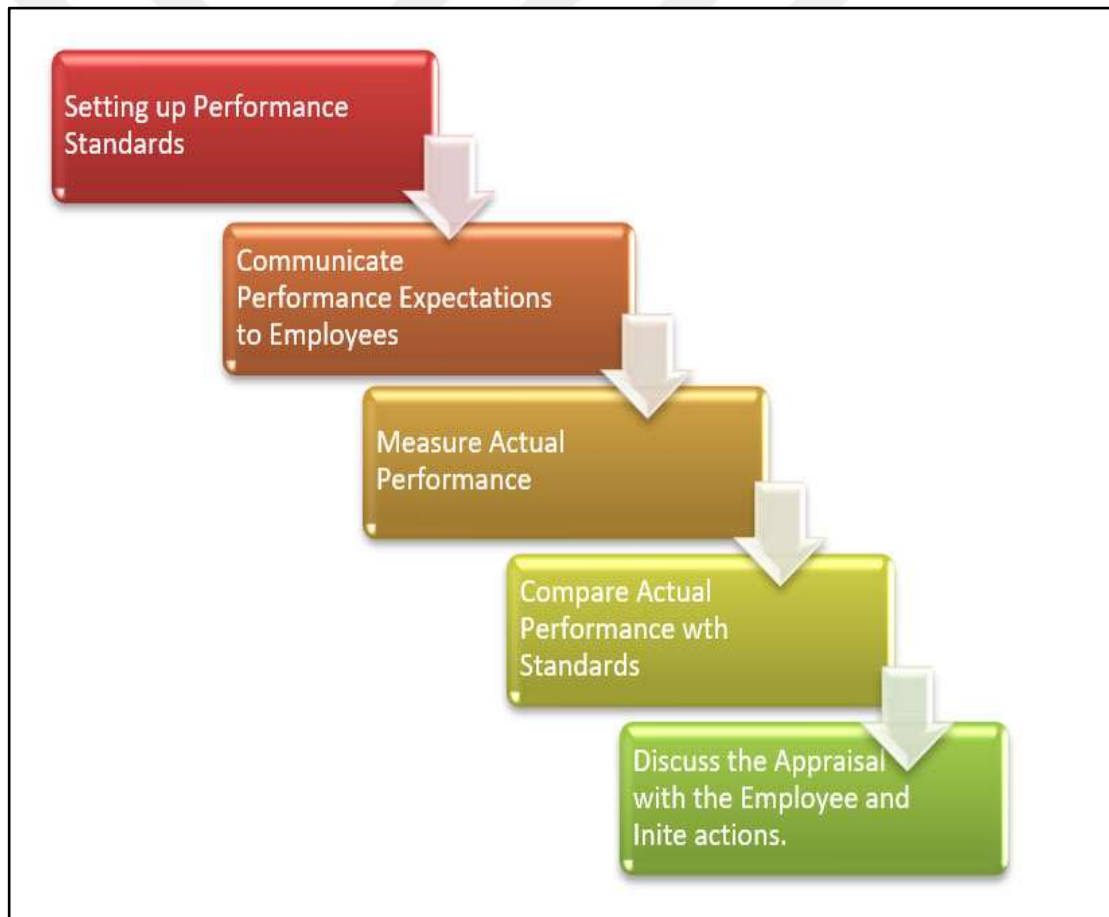 Setting up Performance
Standards
Communicate
Performance Expectations
to Employees
Measure Actual
Performance
Compare Actual
Performance wth
Standards
Discuss the Appraisal
with the Employee and
Inite actions.